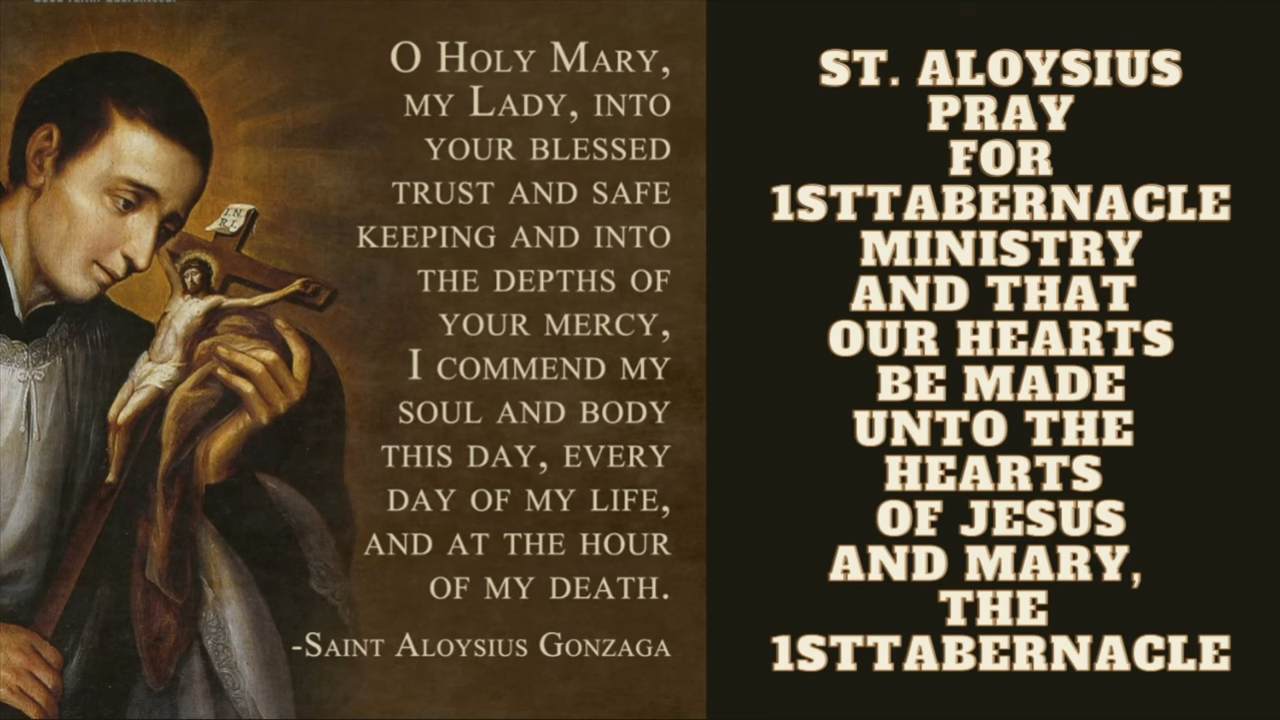 I.N.
R.I.
O Holy Mary,
my Lady, into
your blessed
trust and safe
keeping and into
the depths of
your mercy,
I commend my
soul and body
this day, every
day of my life,
and at the hour
of my death.
-Saint Aloysius Gonzaga
ST. ALOYSIUS
PRAY
FOR
1STTABERNACLE
MINISTRY
AND THAT
OUR HEARTS
BE MADE
UNTO THE
HEARTS
OF JESUS
AND MARY,
THE
1STTABERNACLE